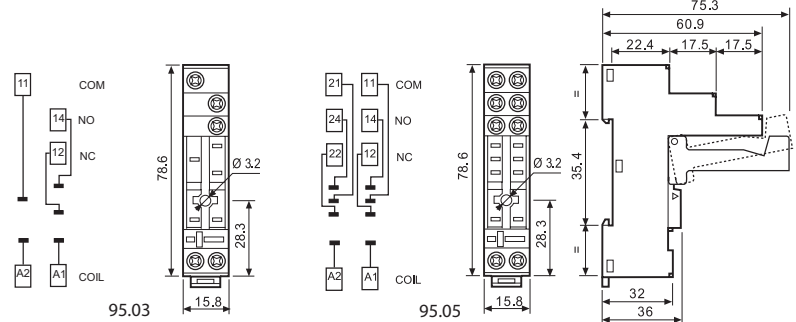 11
COM
14
NO
12
NC
A2
A1
COIL
95.03
78.6
Ø 3.2
28.3
15.8
21
11
COM
24
14
NO
22
12
NC
A2
A1
COIL
95.05
78.6
Ø 3.2
28.3
15.8
75.3
60.9
22.4
17.5
17.5
=
35.4
=
32
36